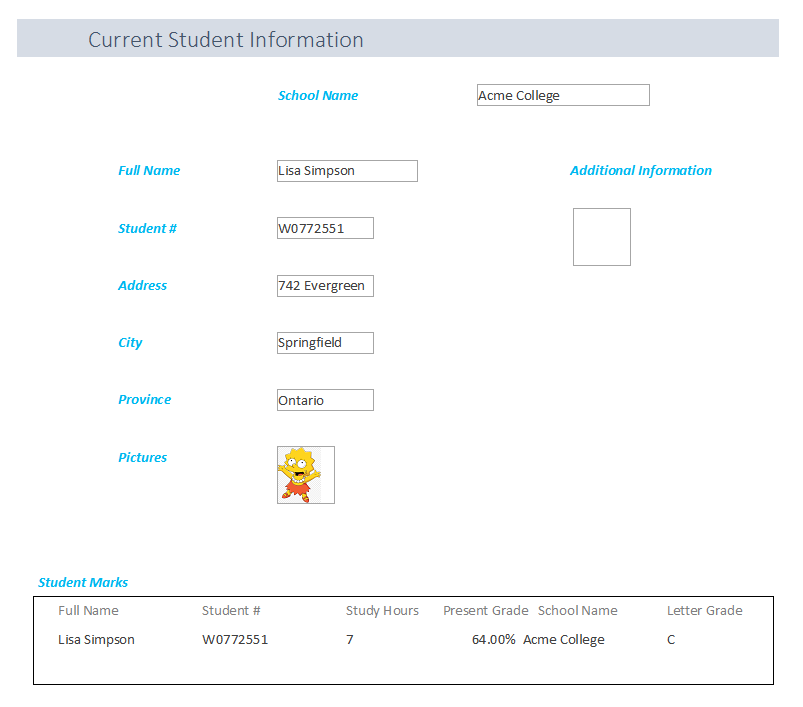 Current Student Information
School Name Acme College
Full Name Lisa Simpson Additional Information
Student # W0772551
Address 742 Evergreen
City Springfield
Province Ontario
Pictures
Student Marks
Full Name Student # Study Hours Present Grade School Name Letter Grade
Lisa Simpson W0772551 7 64.00% Acme College C